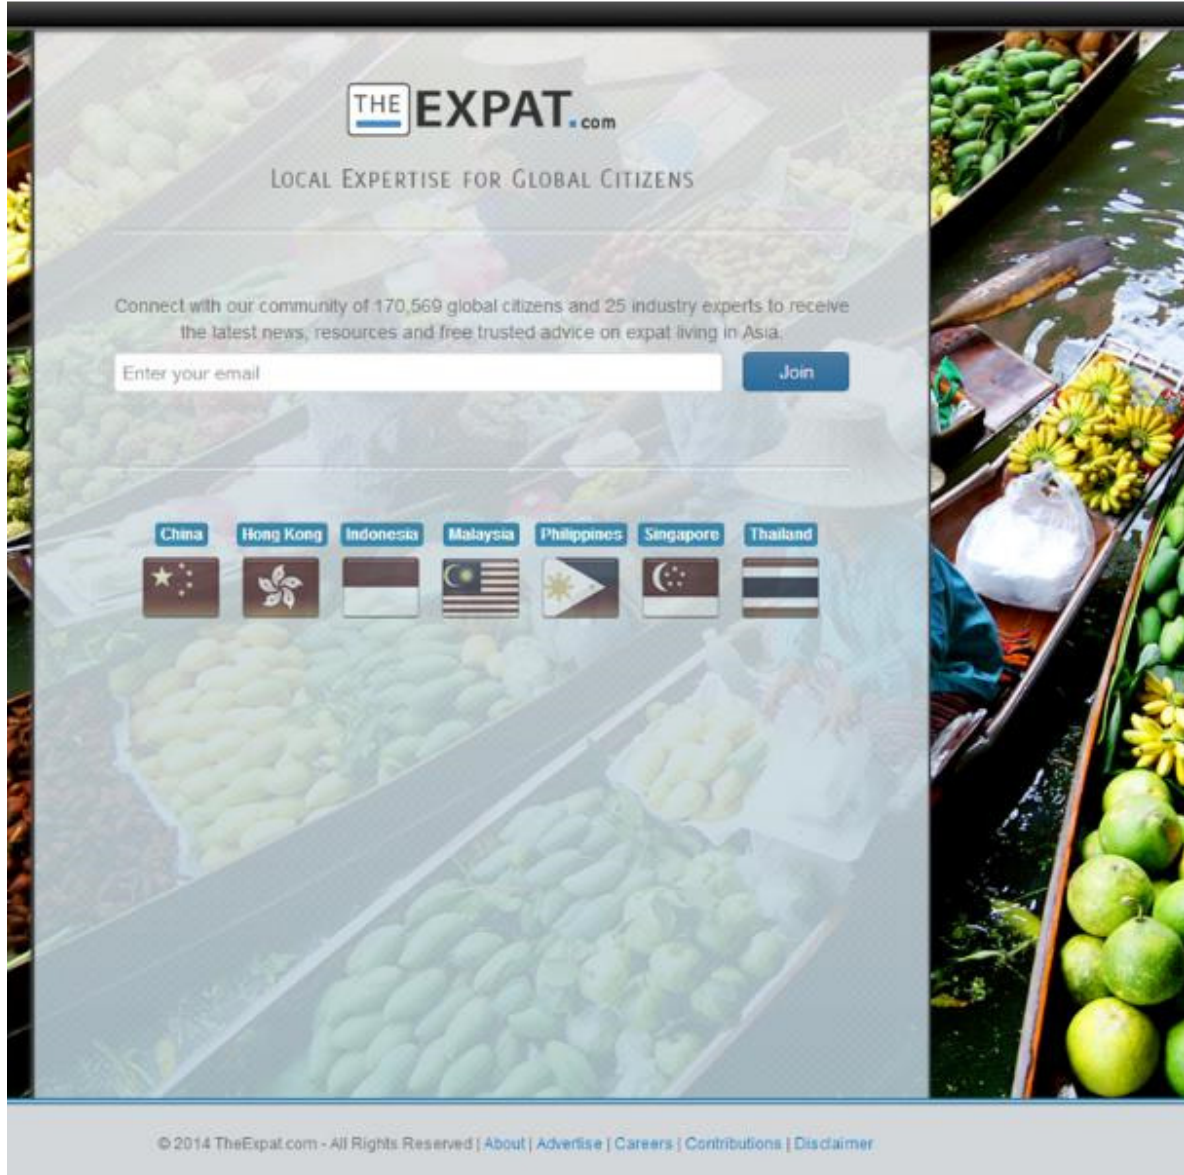 THE EXPAT.com
LOCAL EXPERTISE FOR GLOBAL CITIZENS
Connect with our community of 170,569 global citizens and 25 industry experts to receive
the latest news, resources and free trusted advice on expat living in Asia.
Enter your email Join
China Hong Kong Indonesia Malaysia Philippines Singapore Thailand
© 2014 TheExpat.com - All Rights Reserved | About | Advertise | Careers | Contributions | Disclaimer